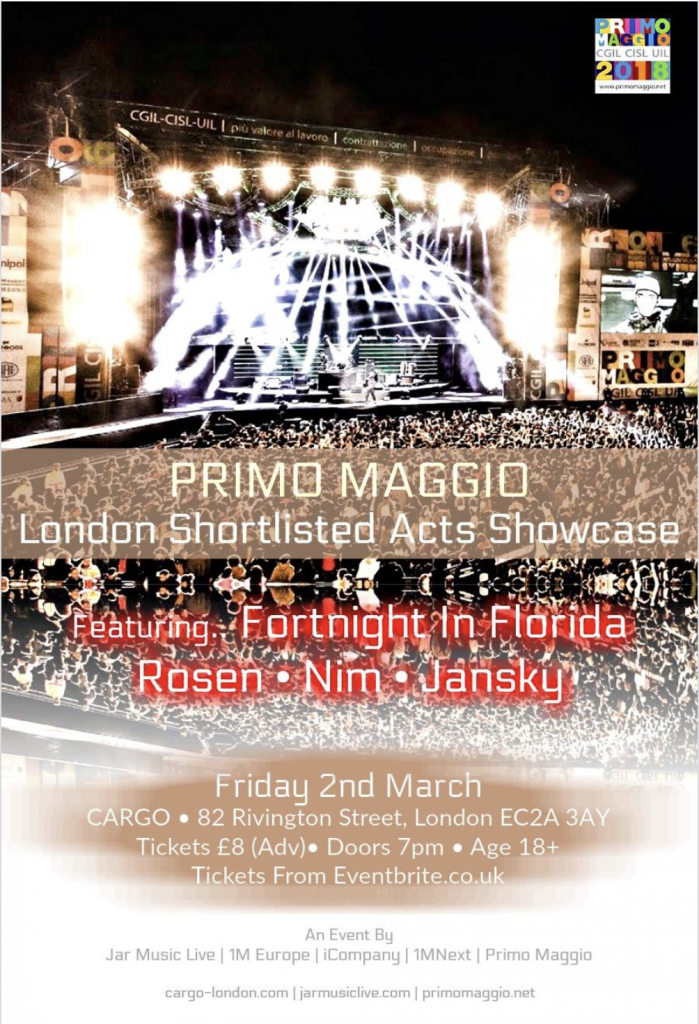 PRIMO
MAGGIO
CGIL CISL UIL
2018
www.primomaggio.net
CGIL-CISL-UIL | più valore al lavoro | contrattazione | occupazione |
PRIMO
MAGGIO
CGIL CISL UIL
PRIMO MAGGIO
London Shortlisted Acts Showcase
Featuring.. Fortnight In Florida
Rosen • Nim • Jansky
Friday 2nd March
CARGO • 82 Rivington Street, London EC2A 3AY
Tickets £8 (Adv)• Doors 7pm • Age 18+
Tickets From Eventbrite.co.uk
An Event By
Jar Music Live | 1M Europe | iCompany | 1MNext | Primo Maggio
cargo-london.com | jarmusiclive.com | primomaggio.net